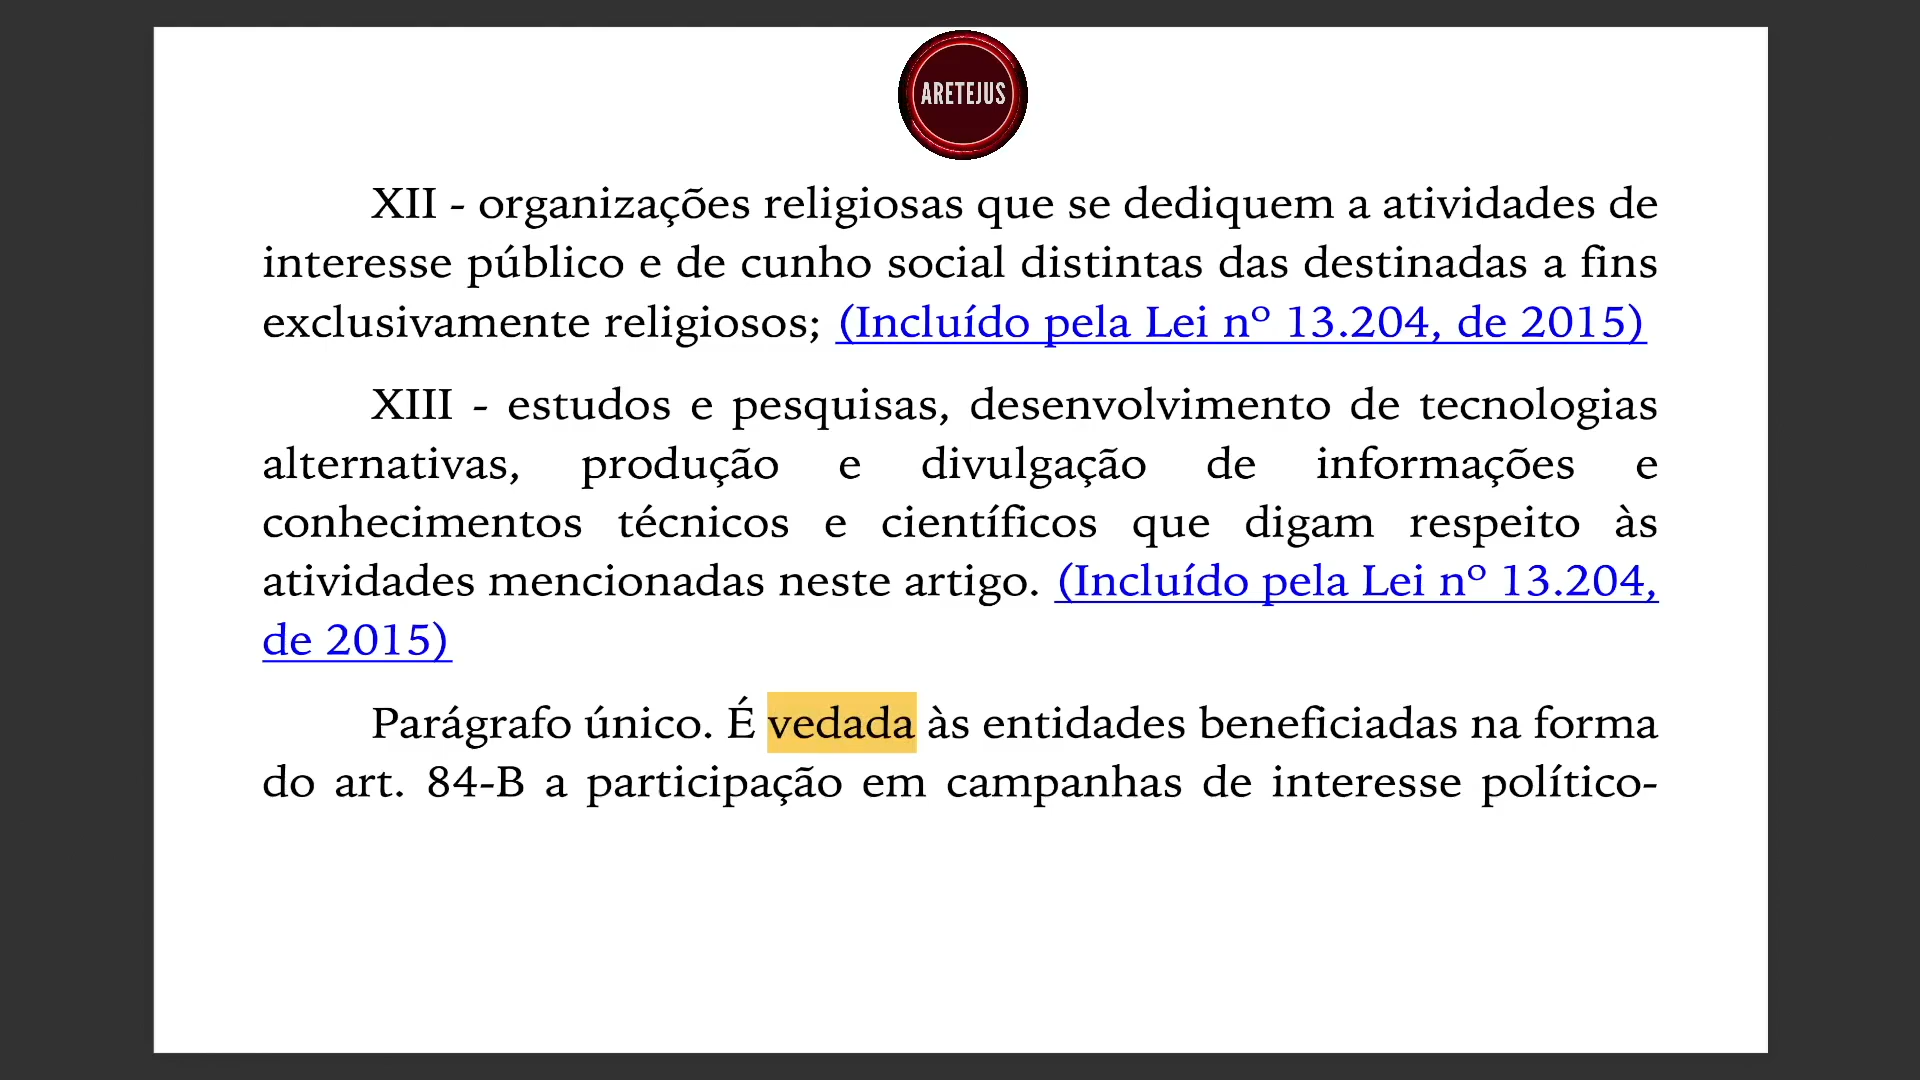 ARETEJUS
XII - organizações religiosas que se dediquem a atividades de
interesse público e de cunho social distintas das destinadas a fins
exclusivamente religiosos; (Incluído pela Lei nº 13.204, de 2015)
XIII - estudos e pesquisas, desenvolvimento de tecnologias
alternativas, produção e divulgação de informações e
conhecimentos técnicos e científicos que digam respeito às
atividades mencionadas neste artigo. (Incluído pela Lei nº 13.204,
de 2015)
Parágrafo único. É vedada às entidades beneficiadas na forma
do art. 84-B a participação em campanhas de interesse político-